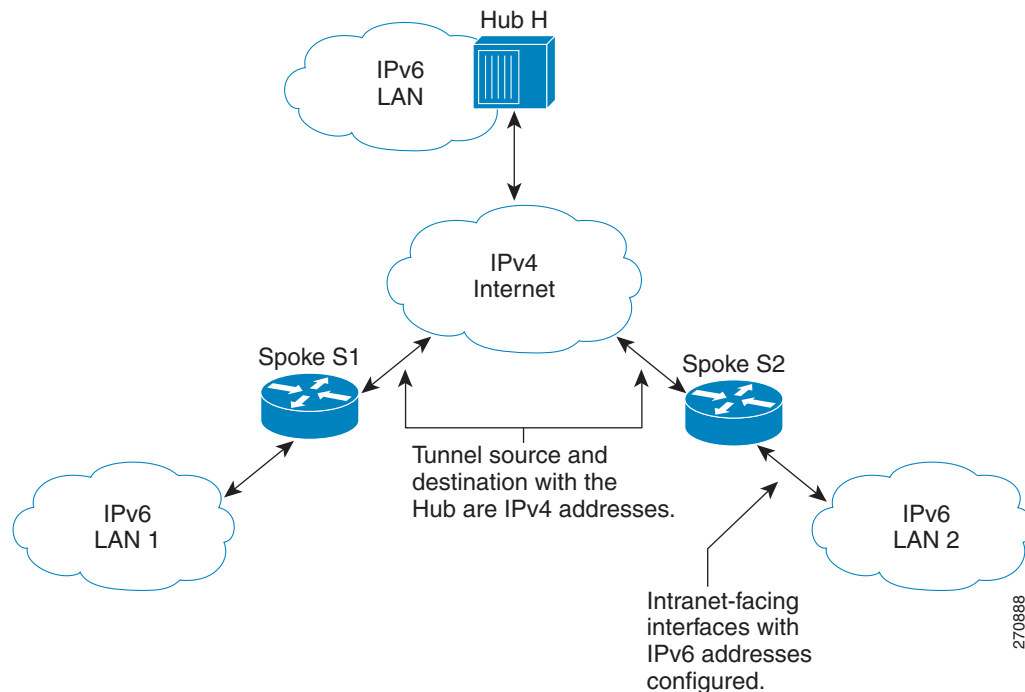 Hub H
IPv6
LAN
IPv4
Internet
Spoke S1
Spoke S2
Tunnel source and
destination with the
Hub are IPv4 addresses.
IPv6
LAN 1
IPv6
LAN 2
Intranet-facing
interfaces with
IPv6 addresses
configured.
270888